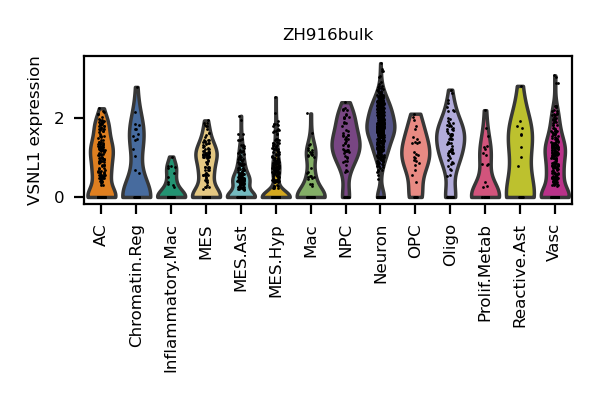 ZH916bulk
VSNL1 expression
2
0
AC
Chromatin.Reg
Inflammatory.Mac
MES
MES.Ast
MES.Hyp
Mac
NPC
Neuron
OPC
Oligo
Prolif.Metab
Reactive.Ast
Vasc